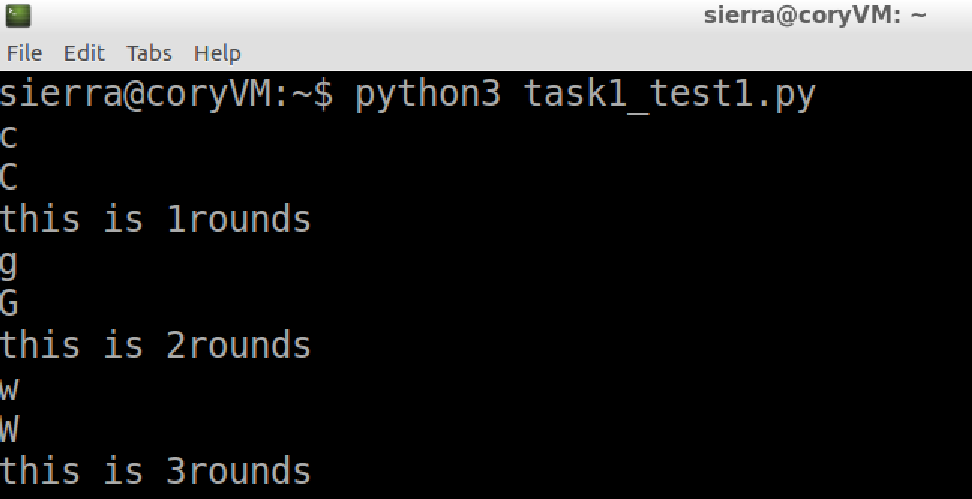 sierra@coryVM: ~
File Edit Tabs Help
sierra@coryVM:~$ python3 task1_test1.py
c
C
this is 1rounds
g
G
this is 2rounds
w
W
this is 3rounds